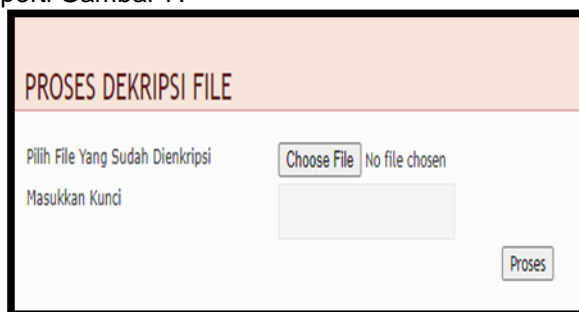 PROSES DEKRIPSI FILE
Pilih File Yang Sudah Dienkripsi Choose File No file chosen
Masukkan Kunci
Proses